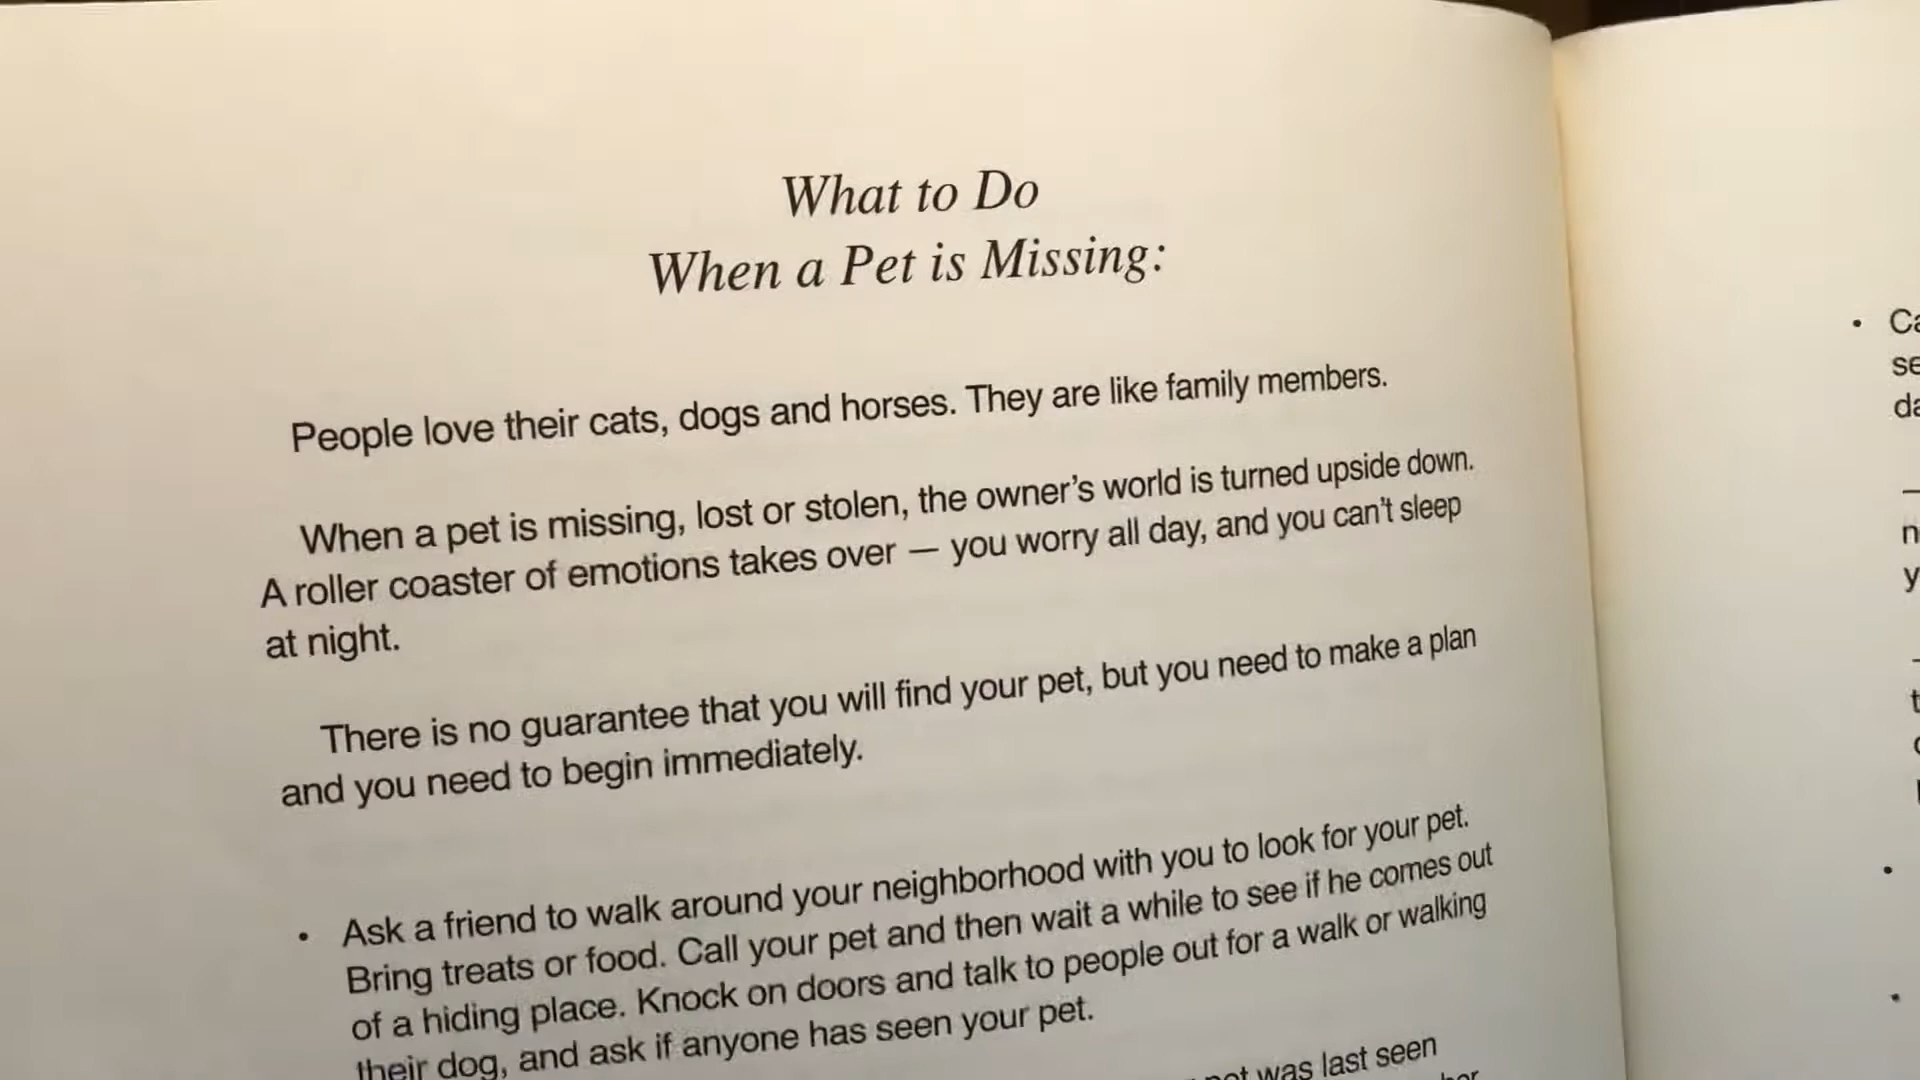 What to Do
When a Pet is Missing:
People love their cats, dogs and horses. They are like family members.
When a pet is missing, lost or stolen, the owner's world is turned upside down.
A roller coaster of emotions takes over — you worry all day, and you can't sleep
at night.
There is no guarantee that you will find your pet, but you need to make a plan
and you need to begin immediately.
• Ask a friend to walk around your neighborhood with you to look for your pet.
Bring treats or food. Call your pet and then wait a while to see if he comes out
of a hiding place. Knock on doors and talk to people out for a walk or walking
their dog, and ask if anyone has seen your pet.
was last seen